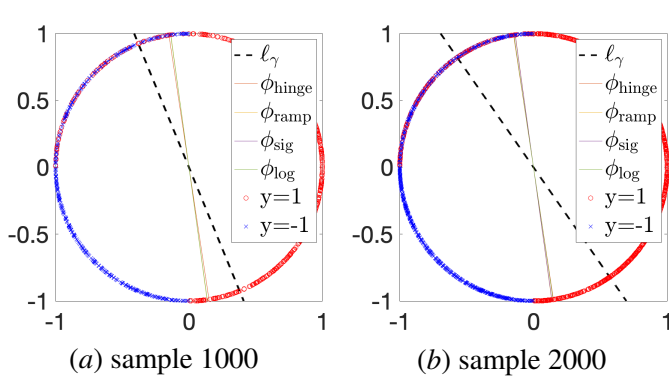 1
0.5
0
-0.5
-1
-1
0
1
ℓγ
ϕhinge
ϕramp
ϕsig
ϕlog
y=1
y=-1
(a) sample 1000
1
0.5
0
-0.5
-1
-1
0
1
ℓγ
ϕhinge
ϕramp
ϕsig
ϕlog
y=1
y=-1
(b) sample 2000